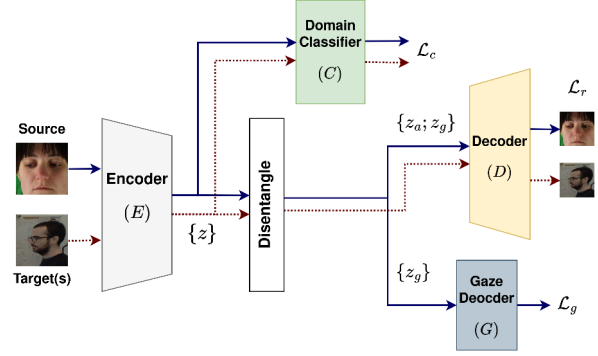 Domain
Classifier
(C)
ℒc
Source
Encoder
(E)
{z}
Target(s)
Disentangle
{za; zg}
Decoder
(D)
ℒr
{zg}
Gaze
Deocder
(G)
ℒg